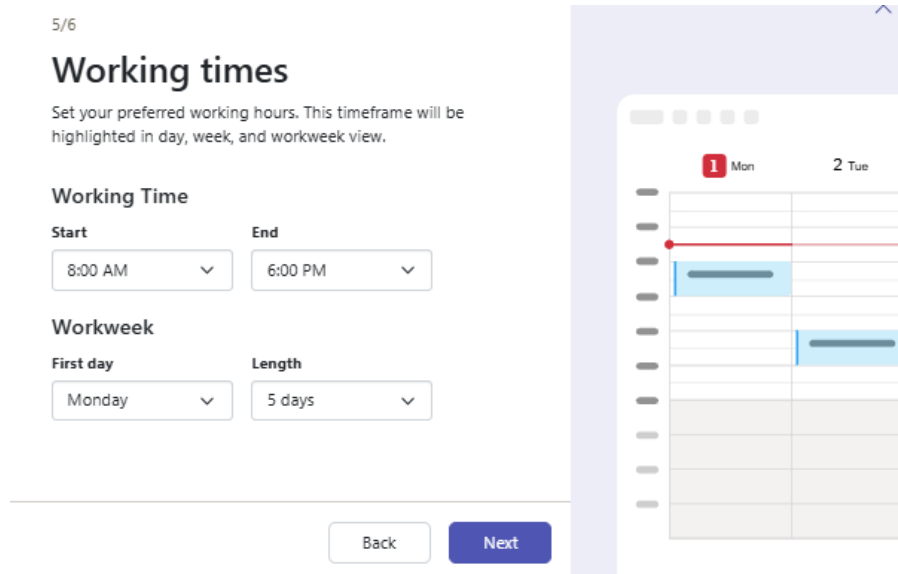 5/6
Working times
Set your preferred working hours. This timeframe will be
highlighted in day, week, and workweek view.
Working Time
Start End
8:00 AM 6:00 PM
Workweek
First day Length
Monday 5 days
Back Next
1 Mon 2 Tue